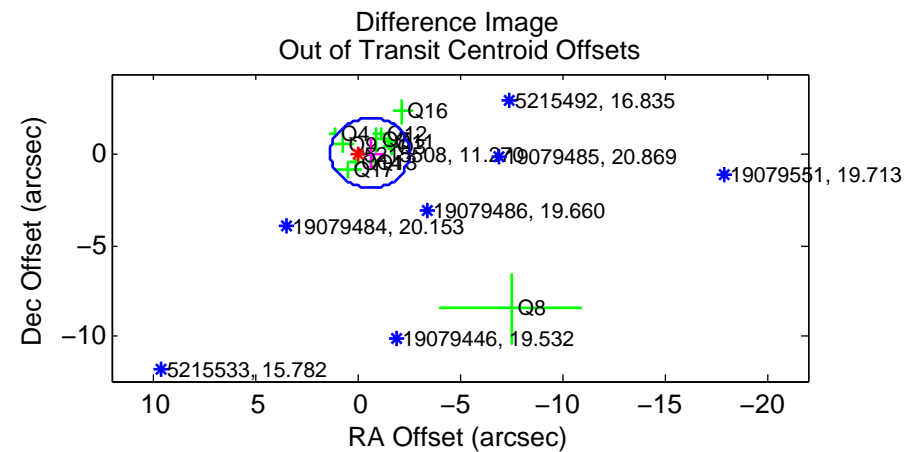 Difference Image
Out of Transit Centroid Offsets
Dec Offset (arcsec)
0
−5
−10
Q16
5215492, 16.835
Q4
Q12
Q9
19079485, 20.869
Q17
19079551, 19.713
19079486, 19.660
19079484, 20.153
Q8
19079446, 19.532
5215533, 15.782
10
5
0
−5
−10
−15
−20
RA Offset (arcsec)